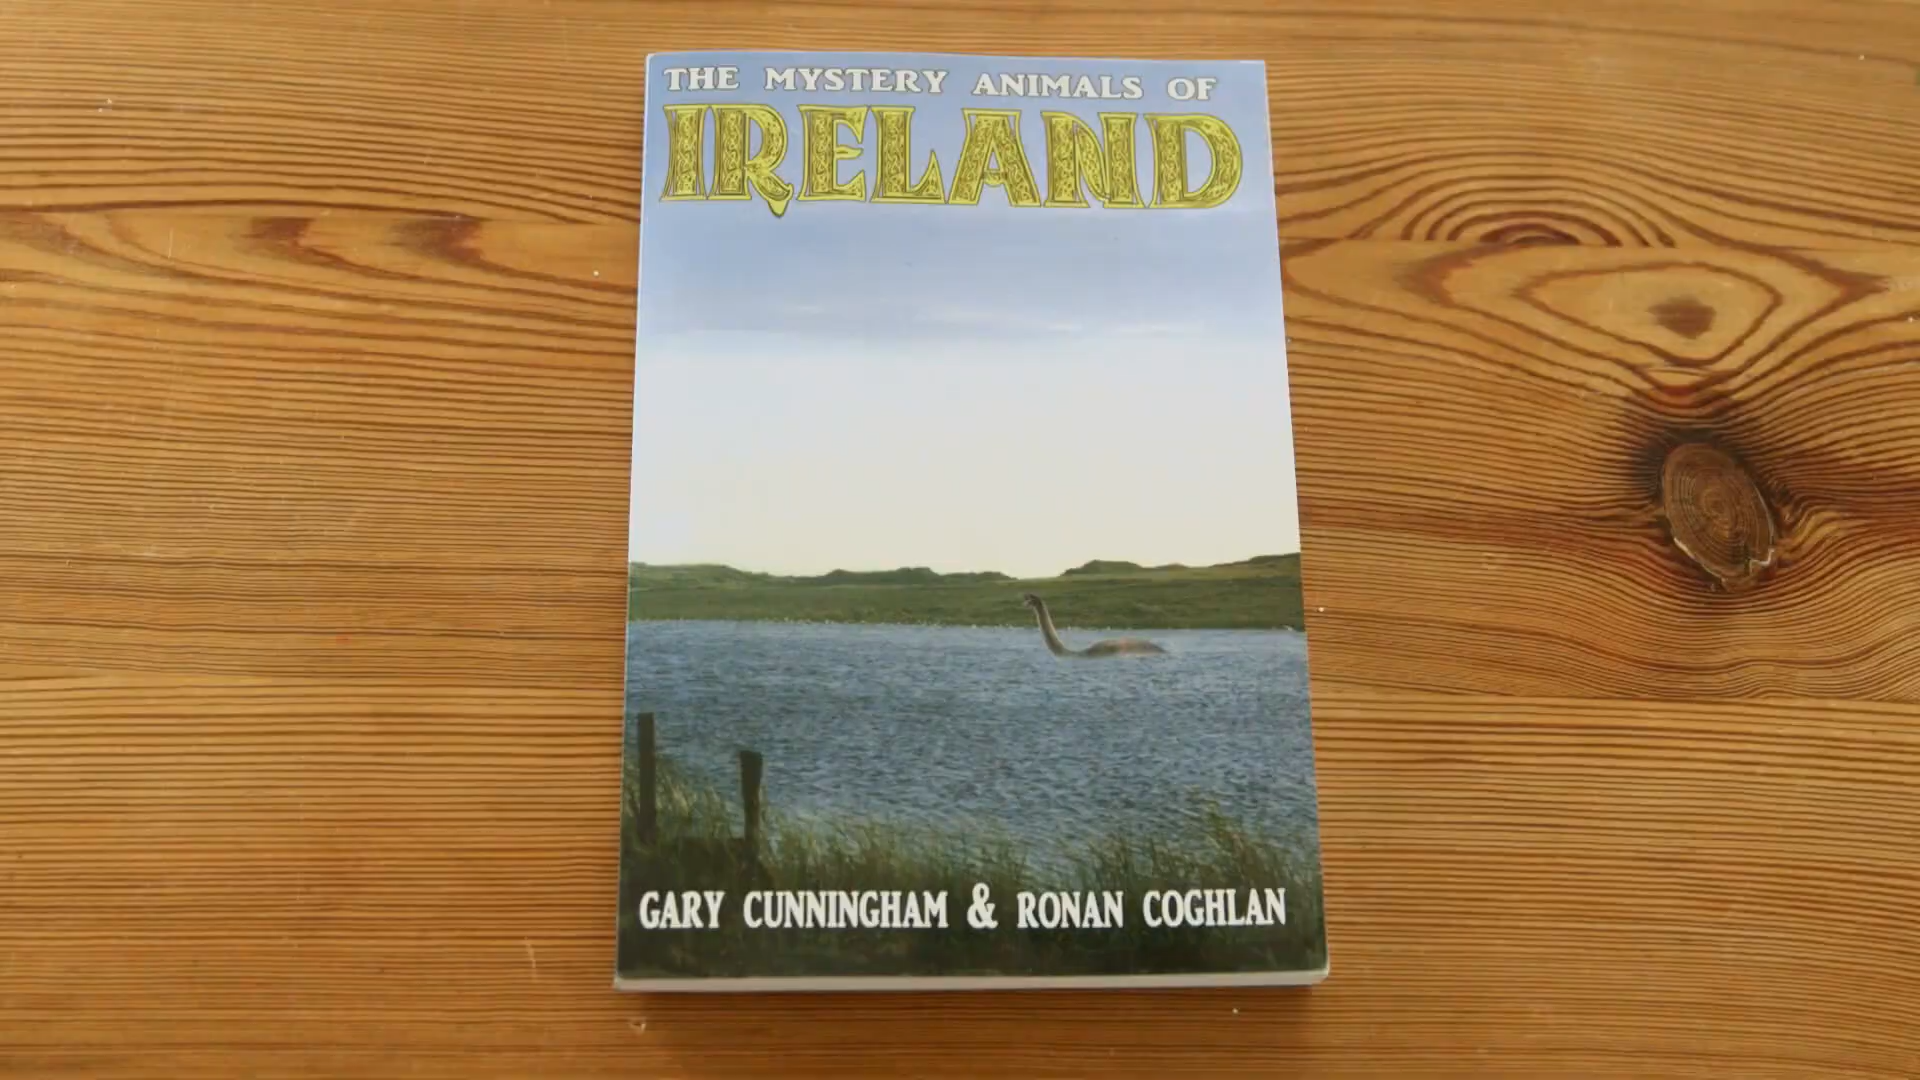 THE MYSTERY ANIMALS OF
IRELAND
GARY CUNNINGHAM & RONAN COGHLAN